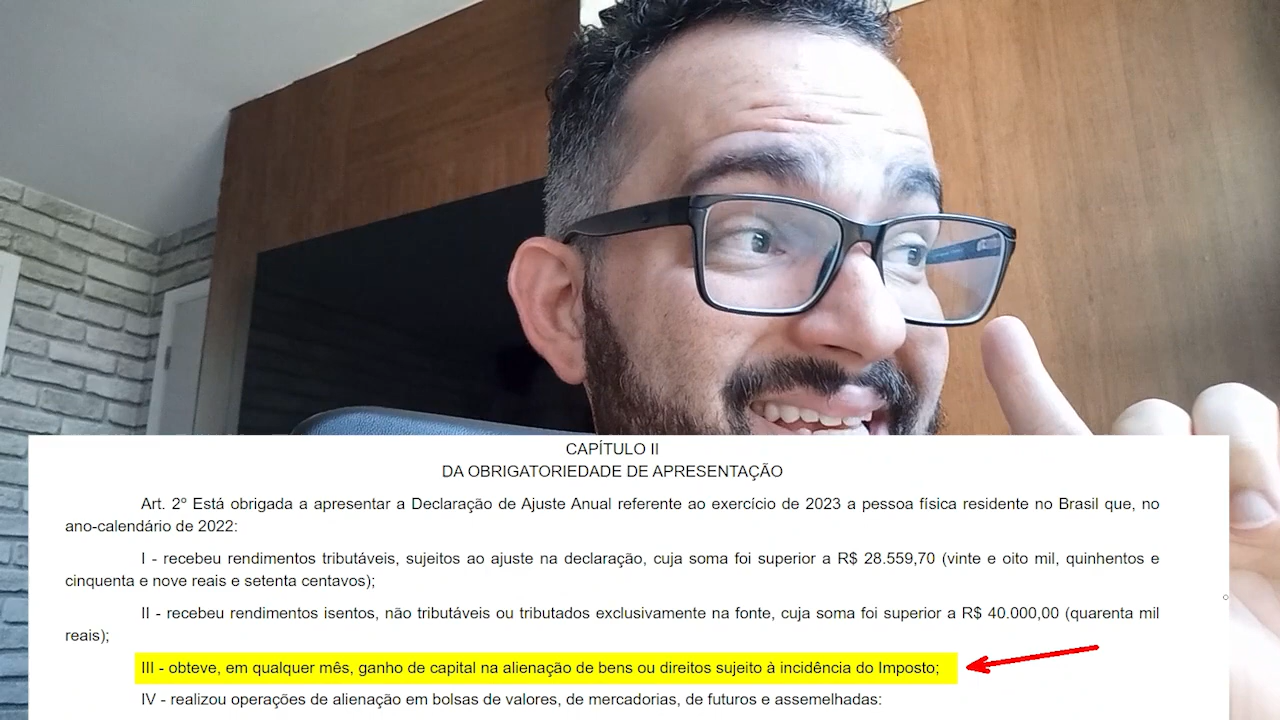 CAPÍTULO II
DA OBRIGATORIEDADE DE APRESENTAÇÃO
Art. 2º Está obrigada a apresentar a Declaração de Ajuste Anual referente ao exercício de 2023 a pessoa física residente no Brasil que, no
ano-calendário de 2022:
I - recebeu rendimentos tributáveis, sujeitos ao ajuste na declaração, cuja soma foi superior a R$ 28.559,70 (vinte e oito mil, quinhentos e
cinquenta e nove reais e setenta centavos);
II - recebeu rendimentos isentos, não tributáveis ou tributados exclusivamente na fonte, cuja soma foi superior a R$ 40.000,00 (quarenta mil
reais);
III - obteve, em qualquer mês, ganho de capital na alienação de bens ou direitos sujeito à incidência do Imposto;
IV - realizou operações de alienação em bolsas de valores, de mercadorias, de futuros e assemelhadas: